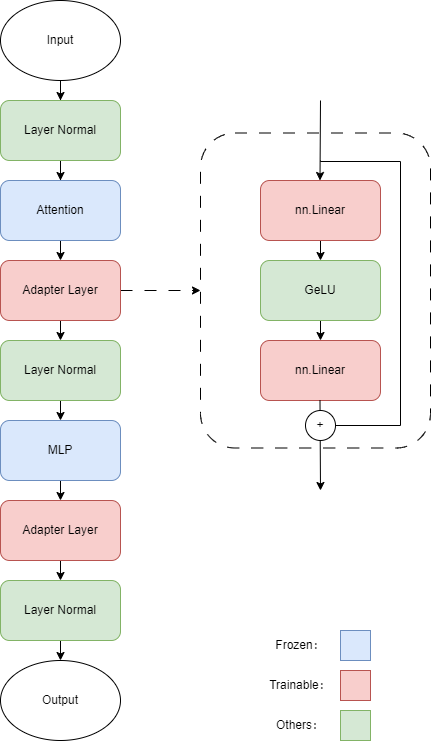 Input
Layer Normal
Attention
Adapter Layer
Layer Normal
MLP
Adapter Layer
Layer Normal
Output
nn.Linear
GeLU
nn.Linear
+
Frozen：
Trainable：
Others：